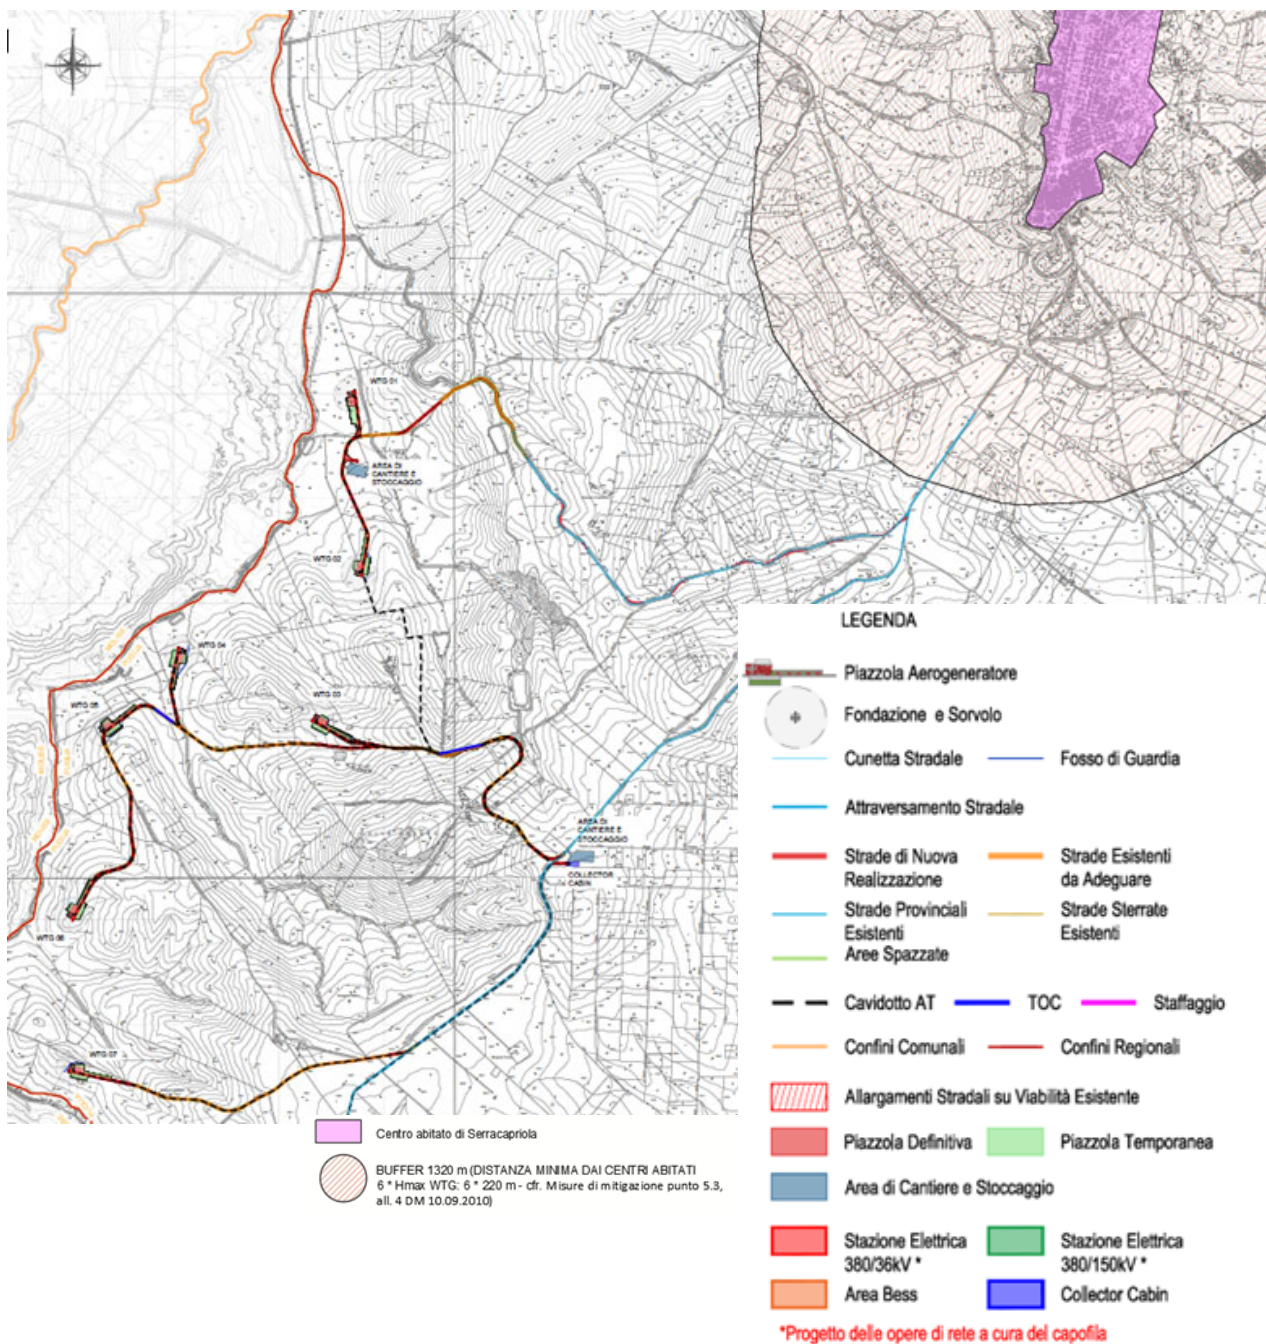 WTG 01
AREA DI
CANTIERE E
STOCCAGGIO
WTG 02
WTG 04
WTG 03
WTG 05
AREA DI
CANTIERE E
STOCCAGGIO
COLLECTOR
CABIN
WTG 06
WTG 07
LEGENDA
Piazzola Aerogeneratore
Fondazione e Sorvolo
Cunetta Stradale Fosso di Guardia
Attraversamento Stradale
Strade di Nuova Strade Esistenti
Realizzazione da Adeguare
Strade Provinciali Strade Sterrate
Esistenti Esistenti
Aree Spazzate
Cavidotto AT TOC Staffaggio
Confini Comunali Confini Regionali
Allargamenti Stradali su Viabilità Esistente
Piazzola Definitiva Piazzola Temporanea
Area di Cantiere e Stoccaggio
Stazione Elettrica Stazione Elettrica
380/36kV * 380/150kV *
Area Bess Collector Cabin
*Progetto delle opere di rete a cura del capofila
Centro abitato di Serracapriola
BUFFER 1320 m (DISTANZA MINIMA DAI CENTRI ABITATI
6 * Hmax WTG: 6 * 220 m - cfr. Misure di mitigazione punto 5.3,
all. 4 DM 10.09.2010)